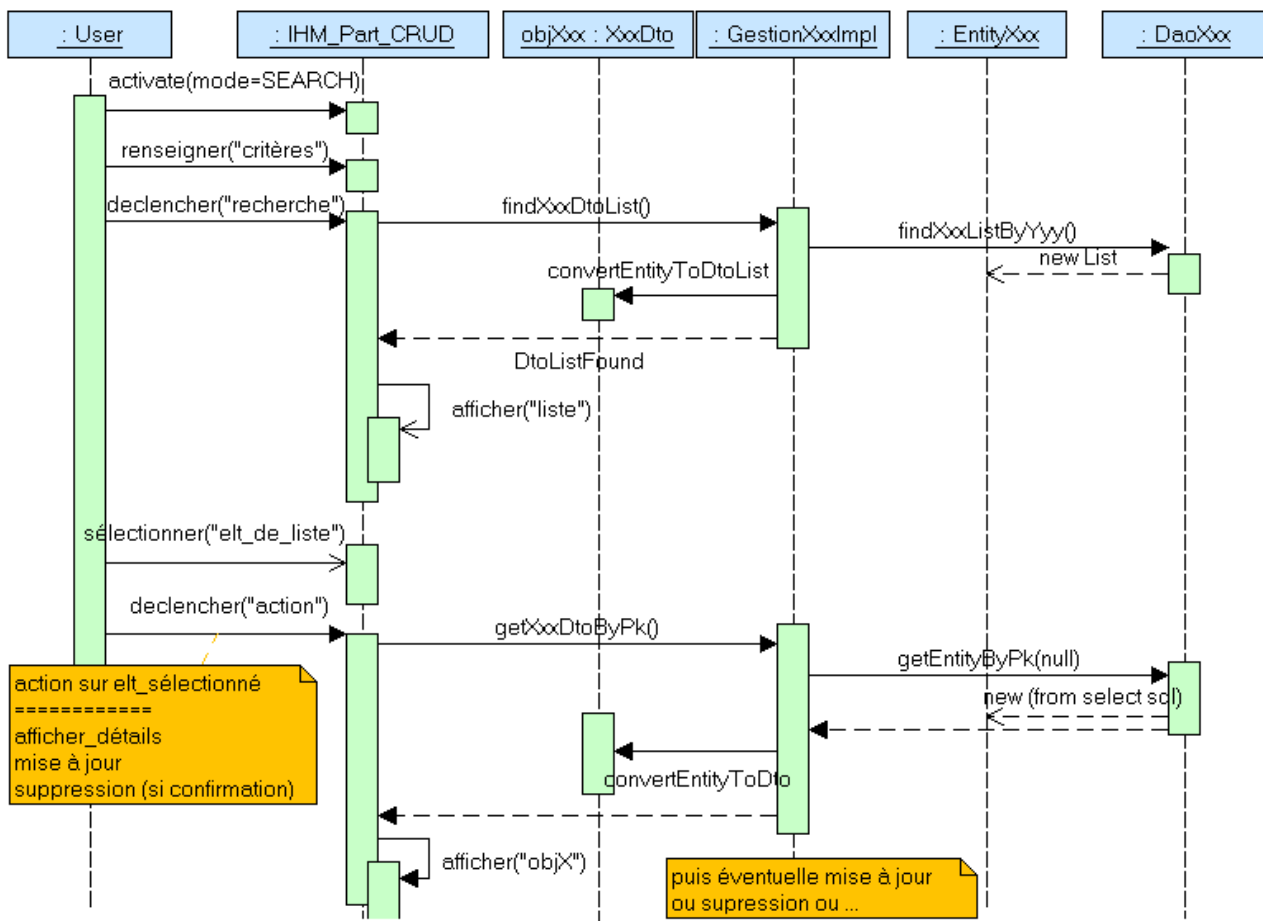 : User
: IHM_Part_CRUD
objXxx : XxxDto
: GestionXxxImpl
: EntityXxx
: DaoXxx
activate(mode=SEARCH)
renseigner("critères")
declencher("recherche")
findXxxDtoList()
findXxxListByYyy()
new List
convertEntityToDtoList
DtoListFound
afficher("liste")
sélectionner("elt_de_liste")
declencher("action")
getXxxDtoByPk()
getEntityByPk(null)
new (from select scl)
action sur elt_sélectionné
============
afficher_détails
mise à jour
suppression (si confirmation)
convertEntityToDto
afficher("objX")
puis éventuelle mise à jour
ou supression ou ...